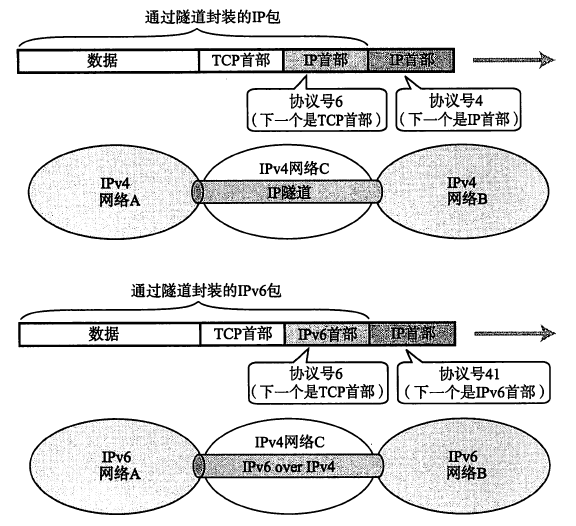 通过隧道封装的IP包
数据 TCP首部 IP首部 IP首部
协议号6
（下一个是TCP首部）
协议号4
（下一个是IP首部）
IPv4
网络A
IPv4网络C
IP隧道
IPv4
网络B
通过隧道封装的IPv6包
数据 TCP首部 IPv6首部 IP首部
协议号6
（下一个是TCP首部）
协议号41
（下一个是IPv6首部）
IPv6
网络A
IPv4网络C
IPv6 over IPv4
IPv6
网络B